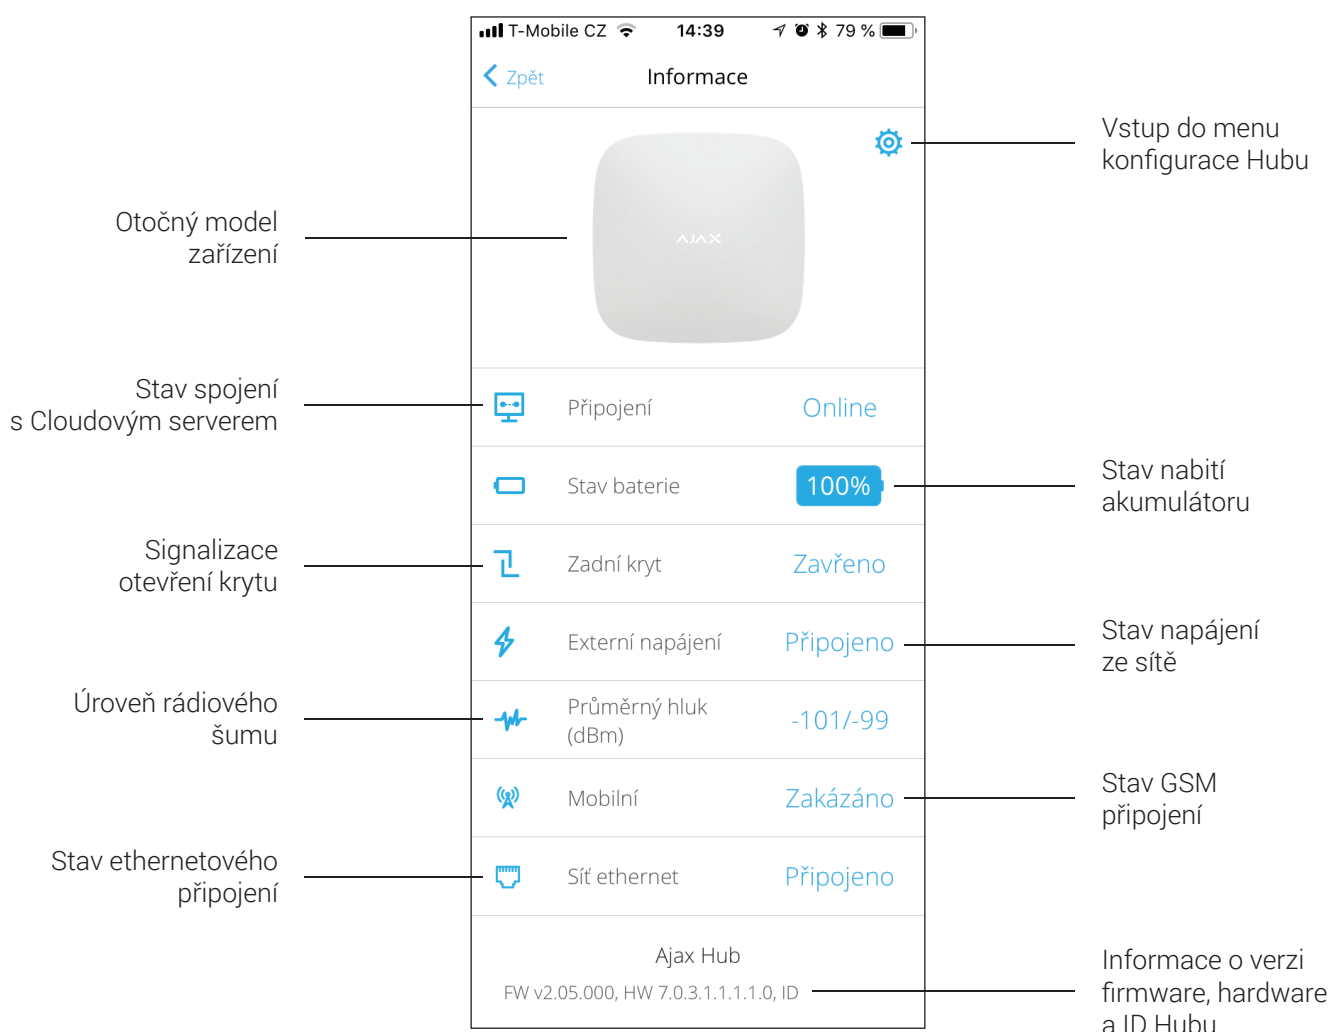 T-Mobile CZ 14:39 79 %
Zpět Informace
AJAX
Vstup do menu
konfigurace Hubu
Otočný model
zařízení
Stav spojení
s Cloudovým serverem
Připojení Online
Stav baterie 100%
Stav nabití
akumulátoru
Signalizace
otevření krytu
Zadní kryt Zavřeno
Externí napájení Připojeno
Stav napájení
ze sítě
Úroveň rádiového
šumu
Průměrný hluk
(dBm)
-101/-99
Mobilní Zakázáno
Stav GSM
připojení
Stav ethernetového
připojení
Síť ethernet Připojeno
Ajax Hub
FW v2.05.000, HW 7.0.3.1.1.1.1.0, ID
Informace o verzi
firmware, hardware
a ID Hubu